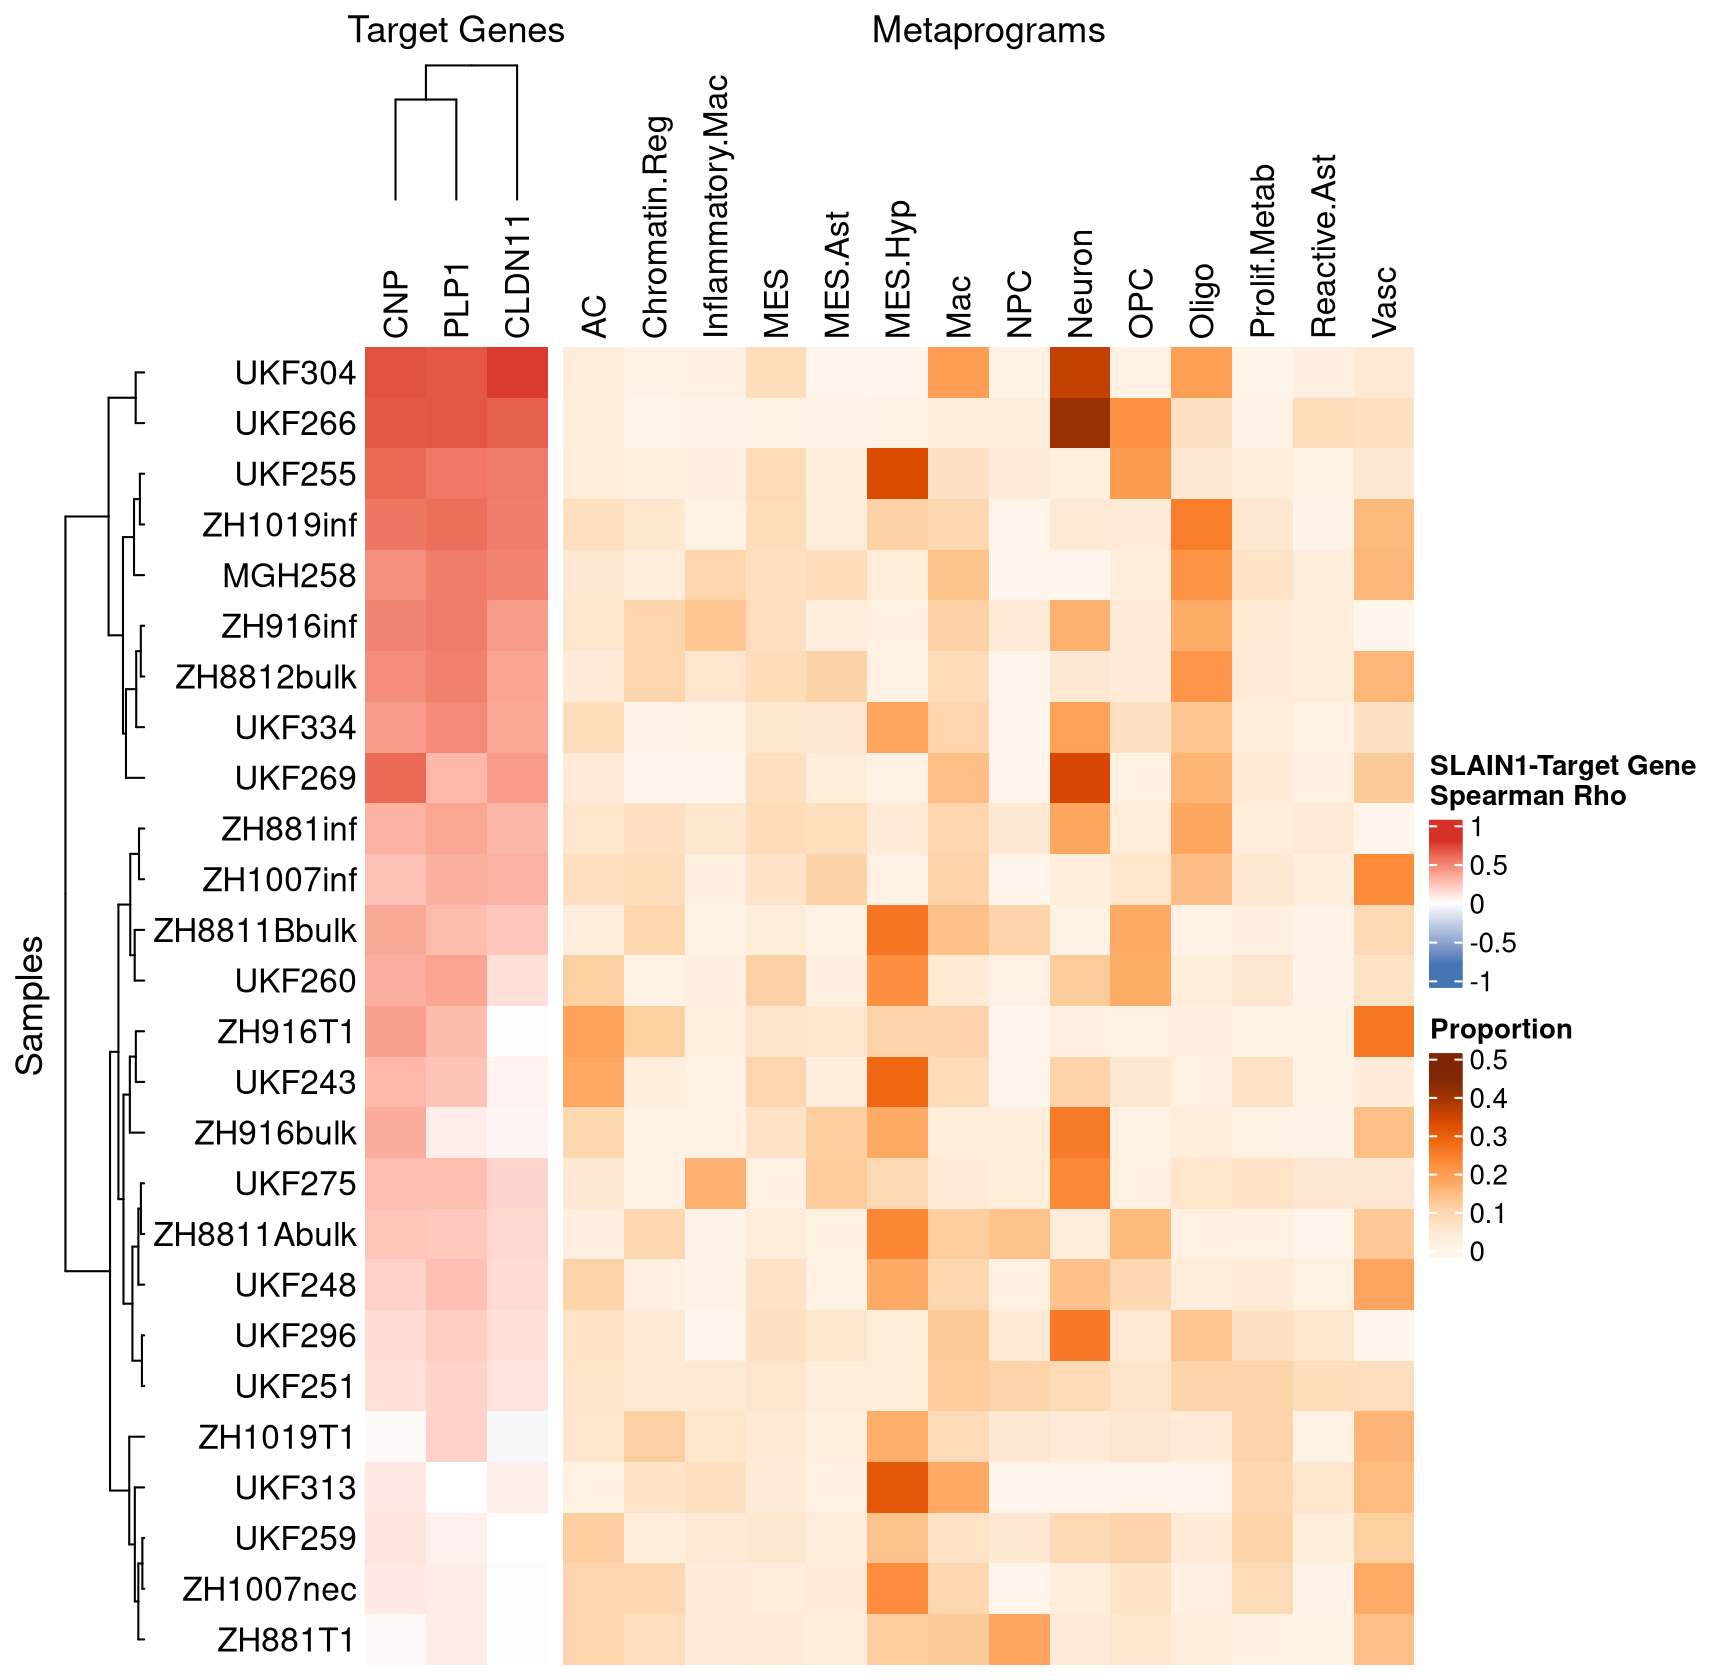 Target Genes
Metaprograms
CNP
PLP1
CLDN11
AC
Chromatin.Reg
Inflammatory.Mac
MES
MES.Ast
MES.Hyp
Mac
NPC
Neuron
OPC
Oligo
Prolif.Metab
Reactive.Ast
Vasc
Samples
UKF304
UKF266
UKF255
ZH1019inf
MGH258
ZH916inf
ZH8812bulk
UKF334
UKF269
ZH881inf
ZH1007inf
ZH8811Bbulk
UKF260
ZH916T1
UKF243
ZH916bulk
UKF275
ZH8811Abulk
UKF248
UKF296
UKF251
ZH1019T1
UKF313
UKF259
ZH1007nec
ZH881T1
SLAIN1-Target Gene
Spearman Rho
1
0.5
0
-0.5
-1
Proportion
0.5
0.4
0.3
0.2
0.1
0